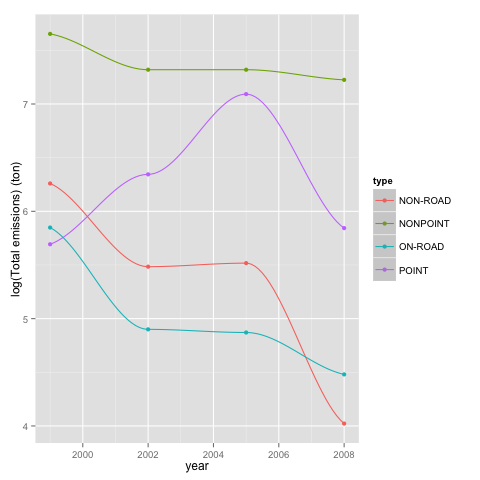 log(Total emissions) (ton)
7
6
5
4
2000 2002 2004 2006 2008
year
type
NON-ROAD
NONPOINT
ON-ROAD
POINT